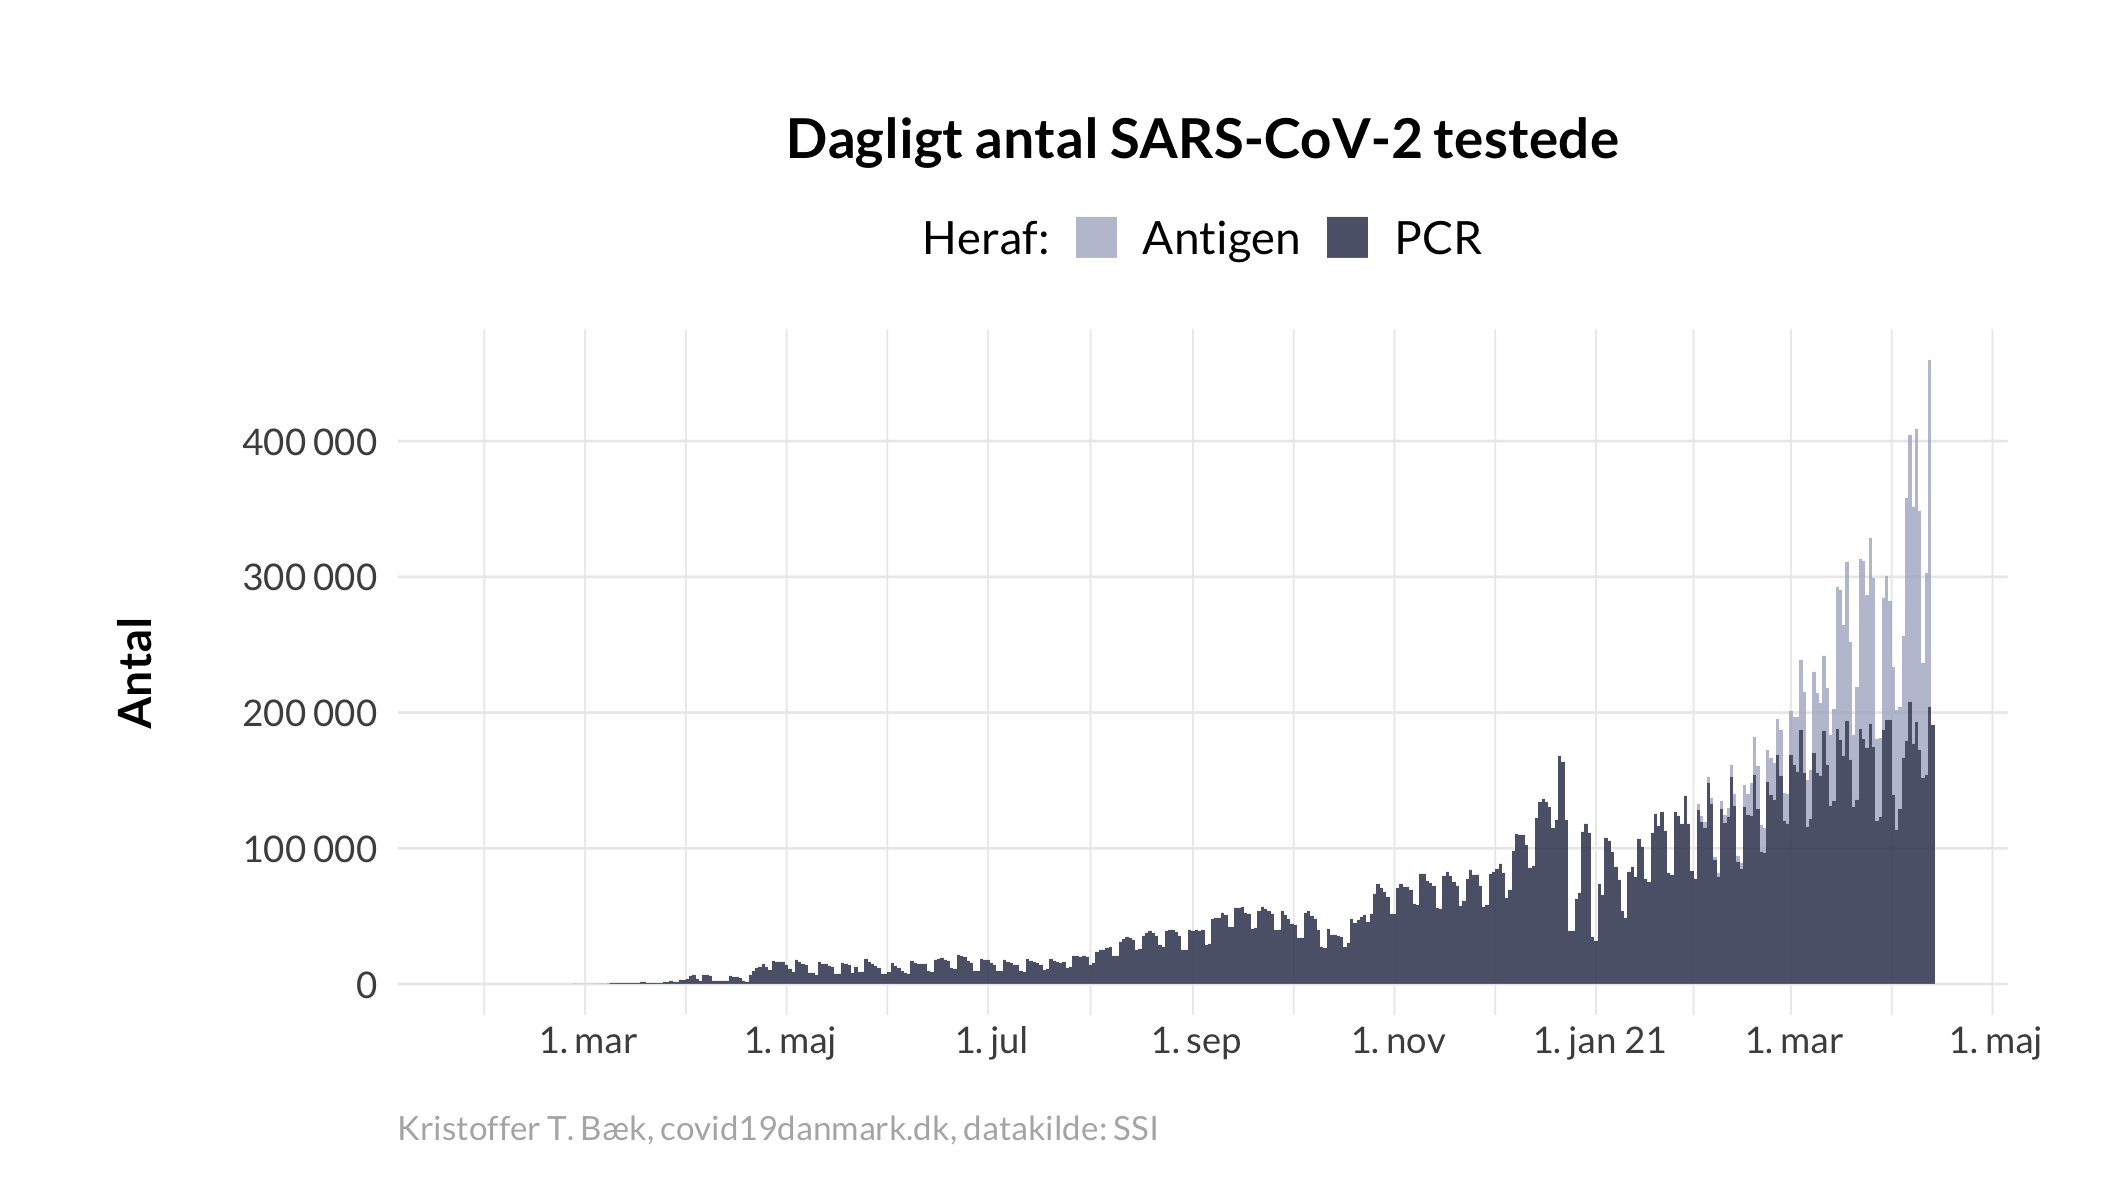 Dagligt antal SARS-CoV-2 testede
Heraf: Antigen PCR
Antal
400 000
300 000
200 000
100 000
0
1. mar 1. maj 1. jul 1. sep 1. nov 1. jan 21 1. mar 1. maj
Kristoffer T. Bæk, covid19danmark.dk, datakilde: SSI